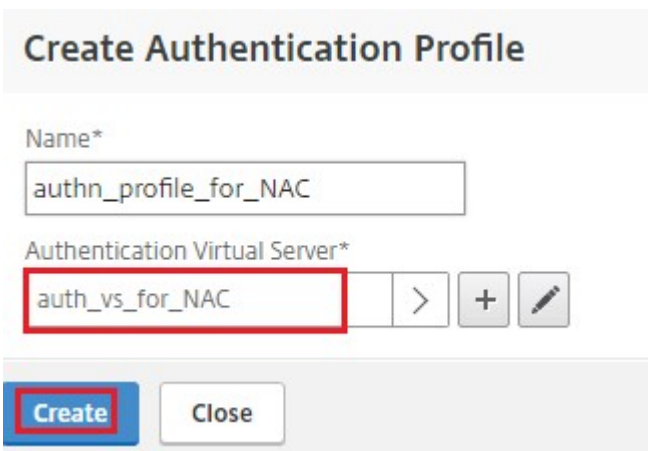 Create Authentication Profile
Name*
authn_profile_for_NAC
Authentication Virtual Server*
auth_vs_for_NAC
Create Close